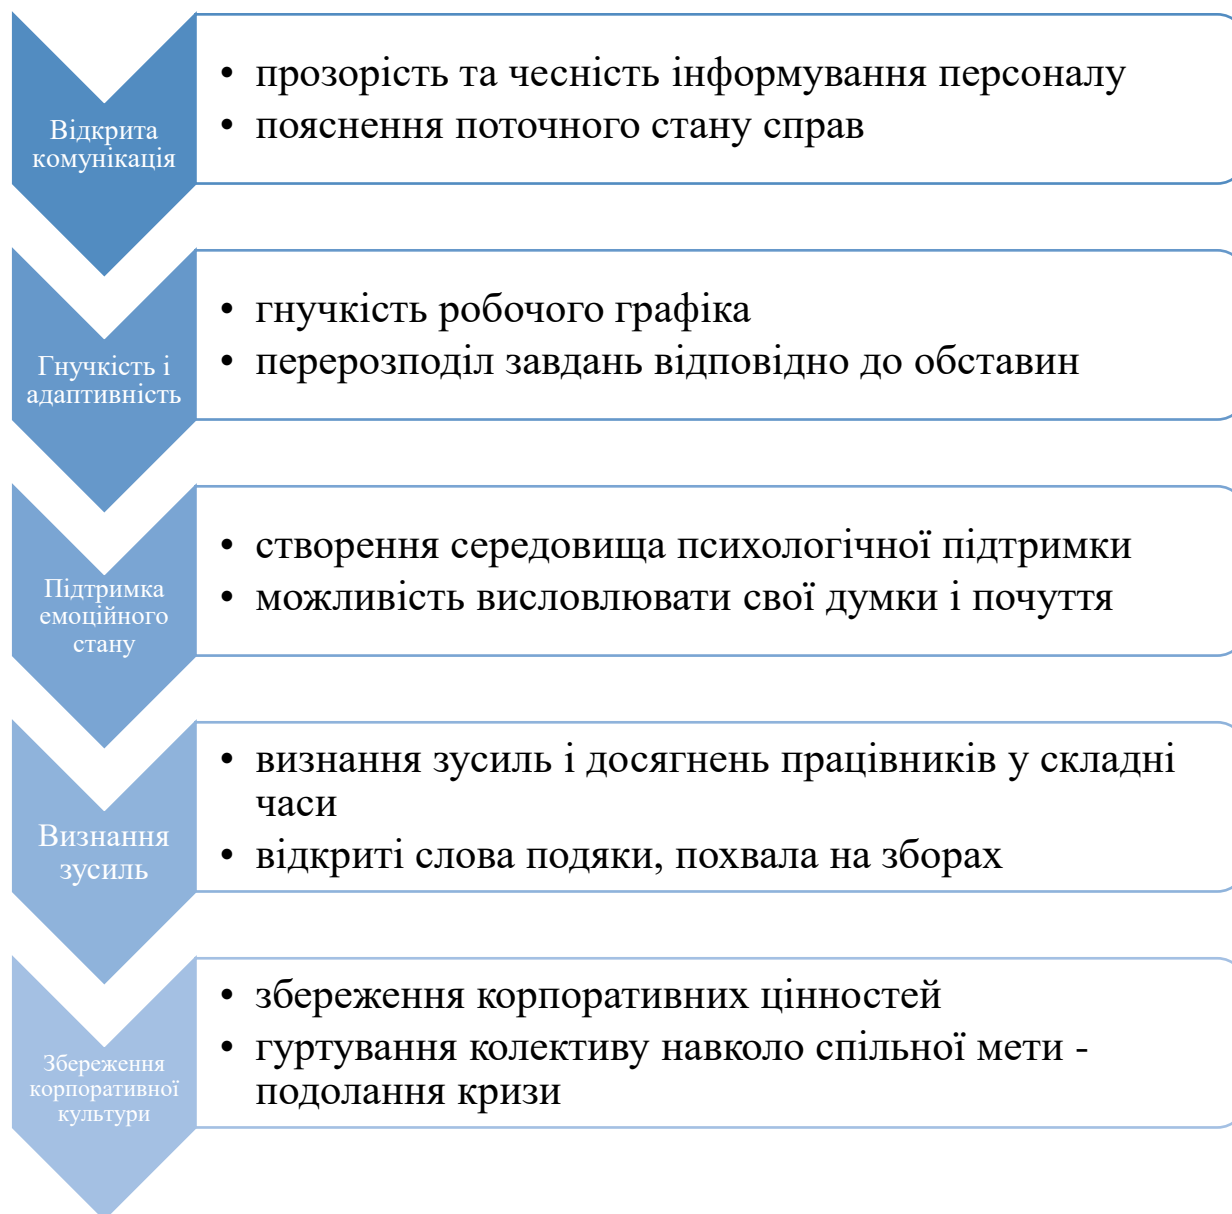 Відкрита
комунікація
• прозорість та чесність інформування персоналу
• пояснення поточного стану справ
Гнучкість і
адаптивність
• гнучкість робочого графіка
• перерозподіл завдань відповідно до обставин
Підтримка
емоційного
стану
• створення середовища психологічної підтримки
• можливість висловлювати свої думки і почуття
Визнання
зусиль
• визнання зусиль і досягнень працівників у складні
часи
• відкриті слова подяки, похвала на зборах
Збереження
корпоративної
культури
• збереження корпоративних цінностей
• гуртування колективу навколо спільної мети -
подолання кризи